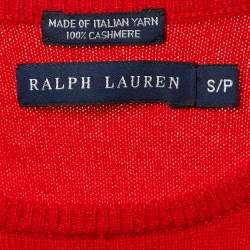 MADE OF ITALIAN YARN
100% CASHMERE
RALPH LAUREN
S/P